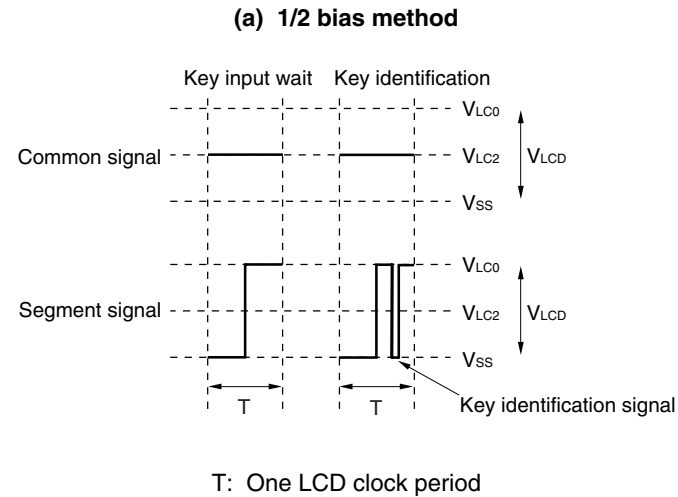 (a) 1/2 bias method
Key input wait Key identification
VLC0
Common signal VLC2 VLCD
VSS
VLC0
Segment signal VLC2 VLCD
VSS
T T
Key identification signal
T: One LCD clock period